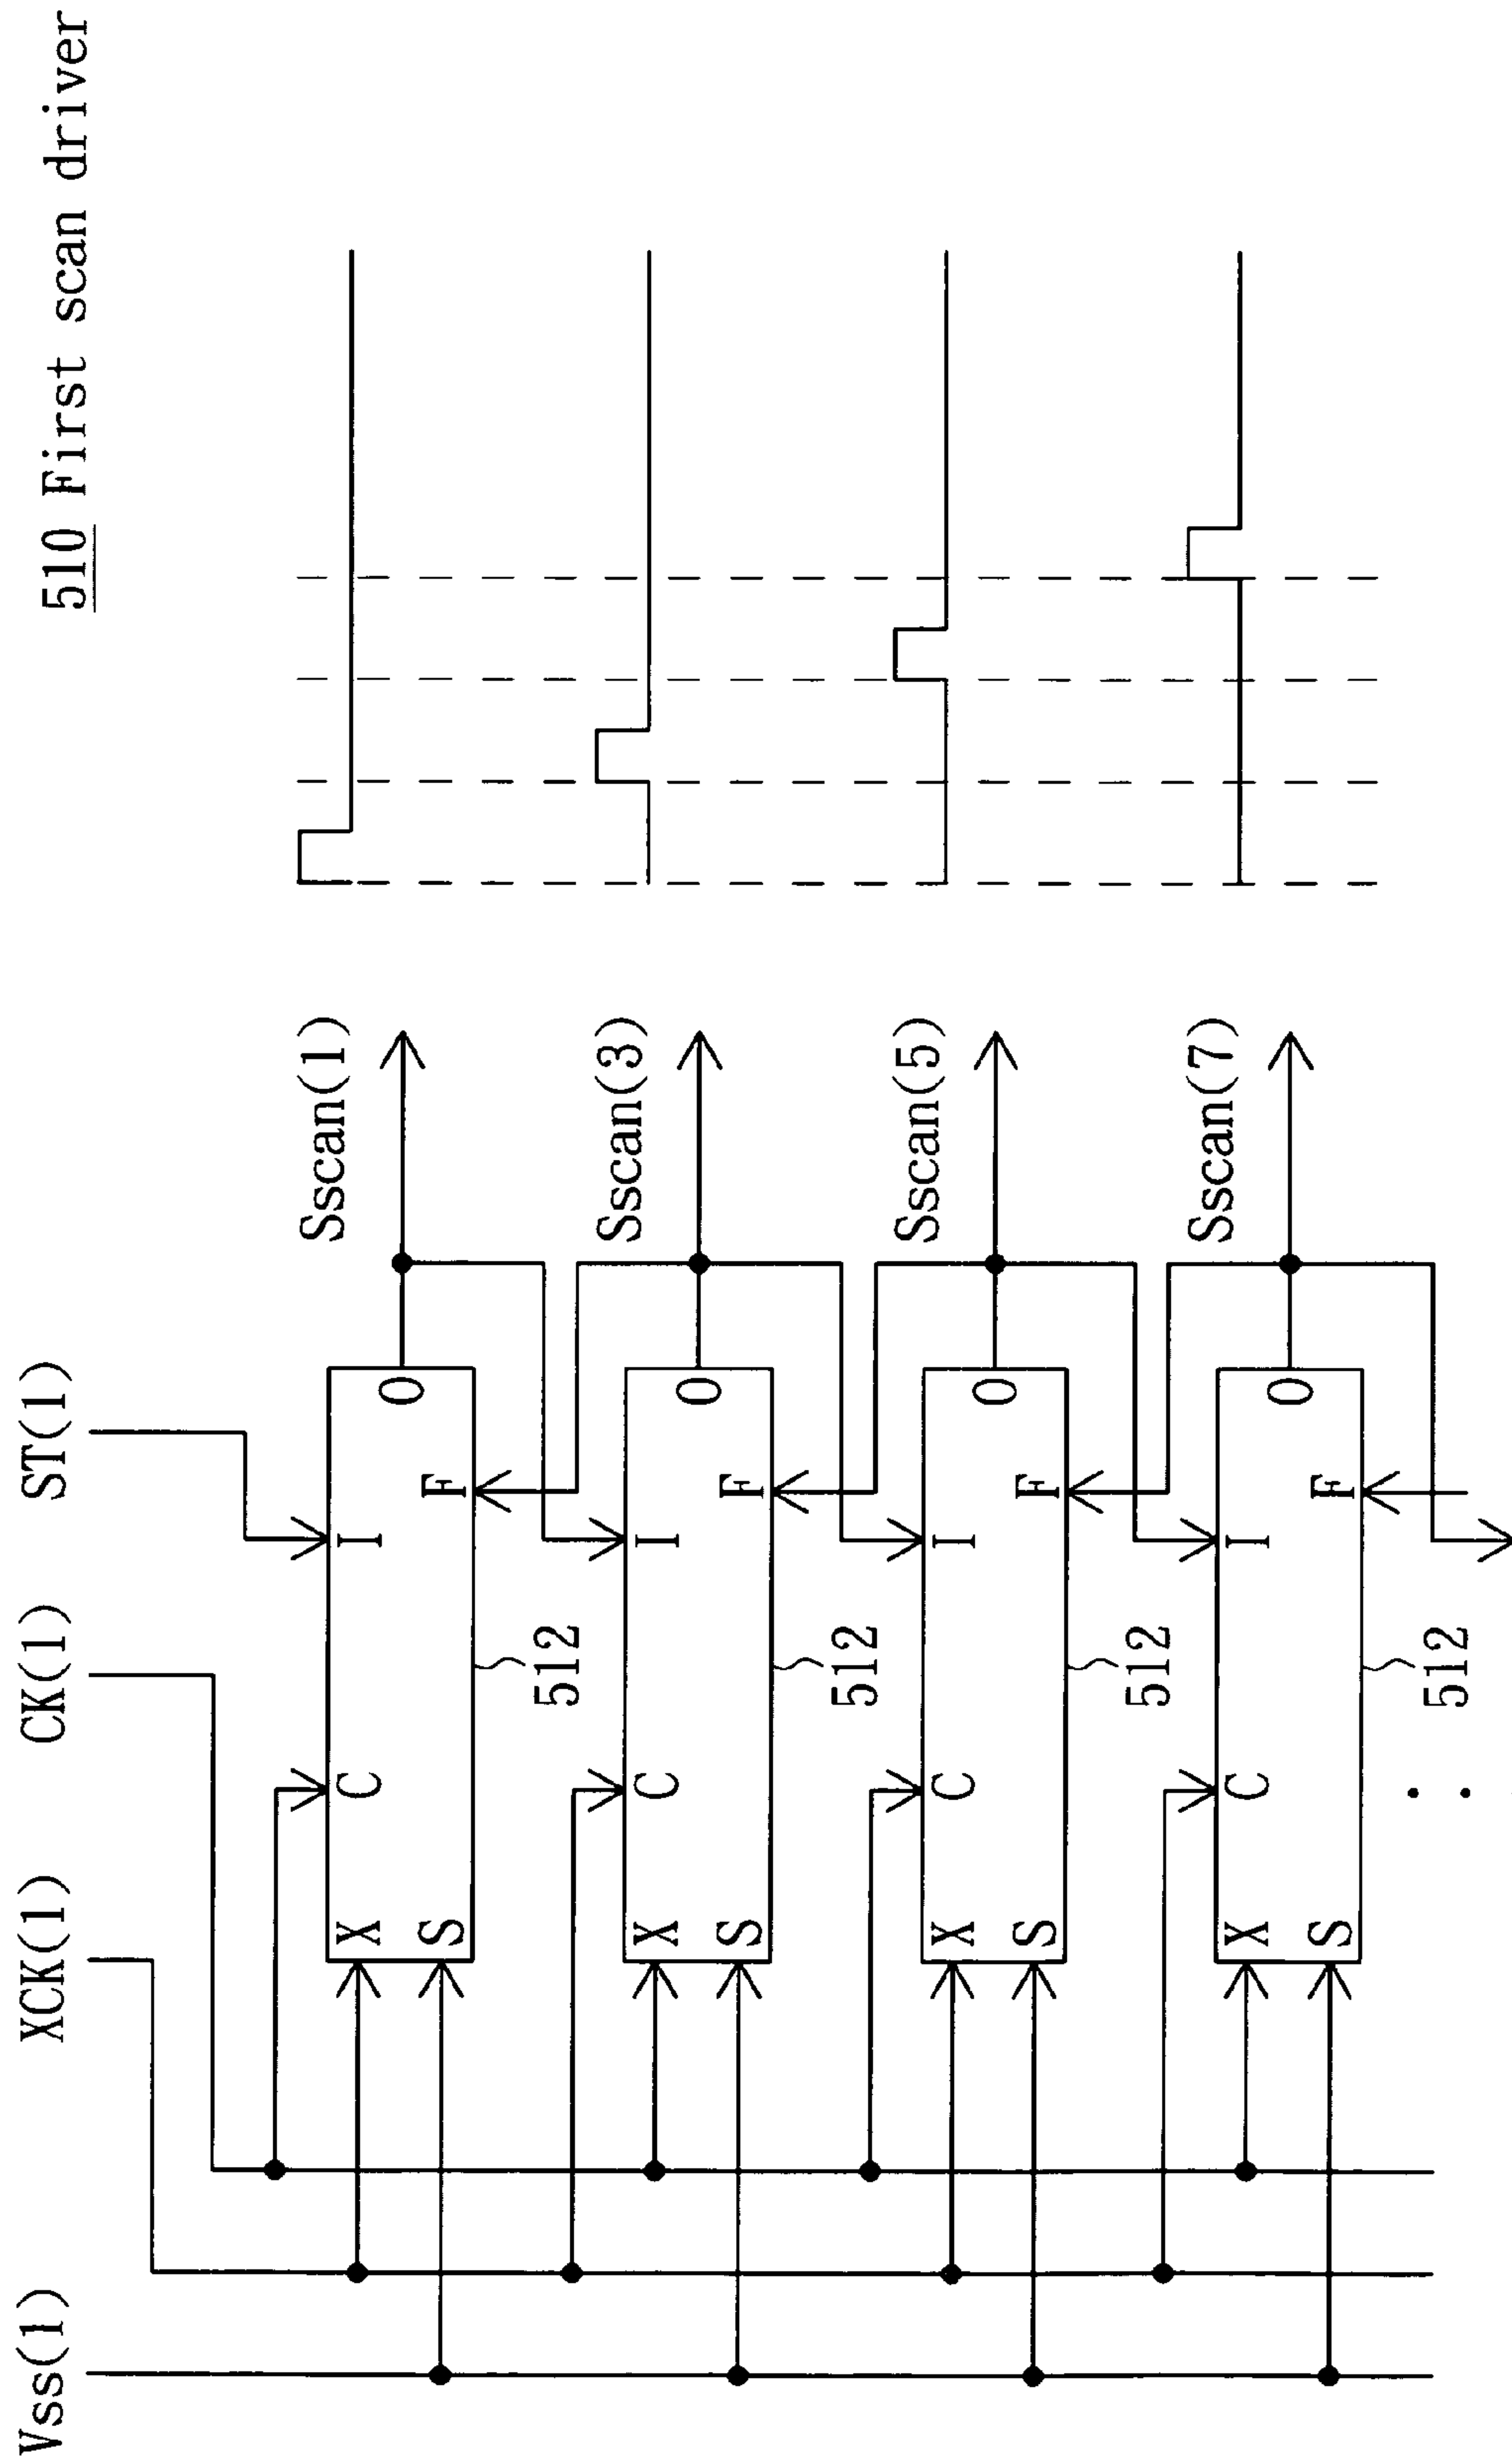 510 First scan driver
Vss(1) XCK(1) CK(1) ST(1)
X C I
S F O
512
Sscan(1)
X C I
S F O
512
Sscan(3)
X C I
S F O
512
Sscan(5)
X C I
S F O
512
Sscan(7)